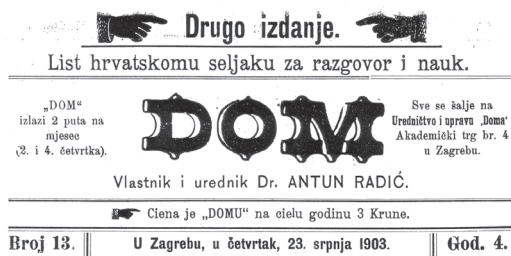 Drugo izdanje.
List hrvatskomu seljaku za razgovor i nauk.
„DOM“
izlazi 2 puta na
mjesec
(2. i 4. četvrtka).
DOM
Sve se šalje na
Uredničtvo i upravu ‚Doma‘
Akademički trg br. 4
u Zagrebu.
Vlastnik i urednik Dr. ANTUN RADIĆ.
Ciena je „DOMU“ na cielu godinu 3 Krune.
Broj 13.
U Zagrebu, u četvrtak, 23. srpnja 1903.
God. 4.